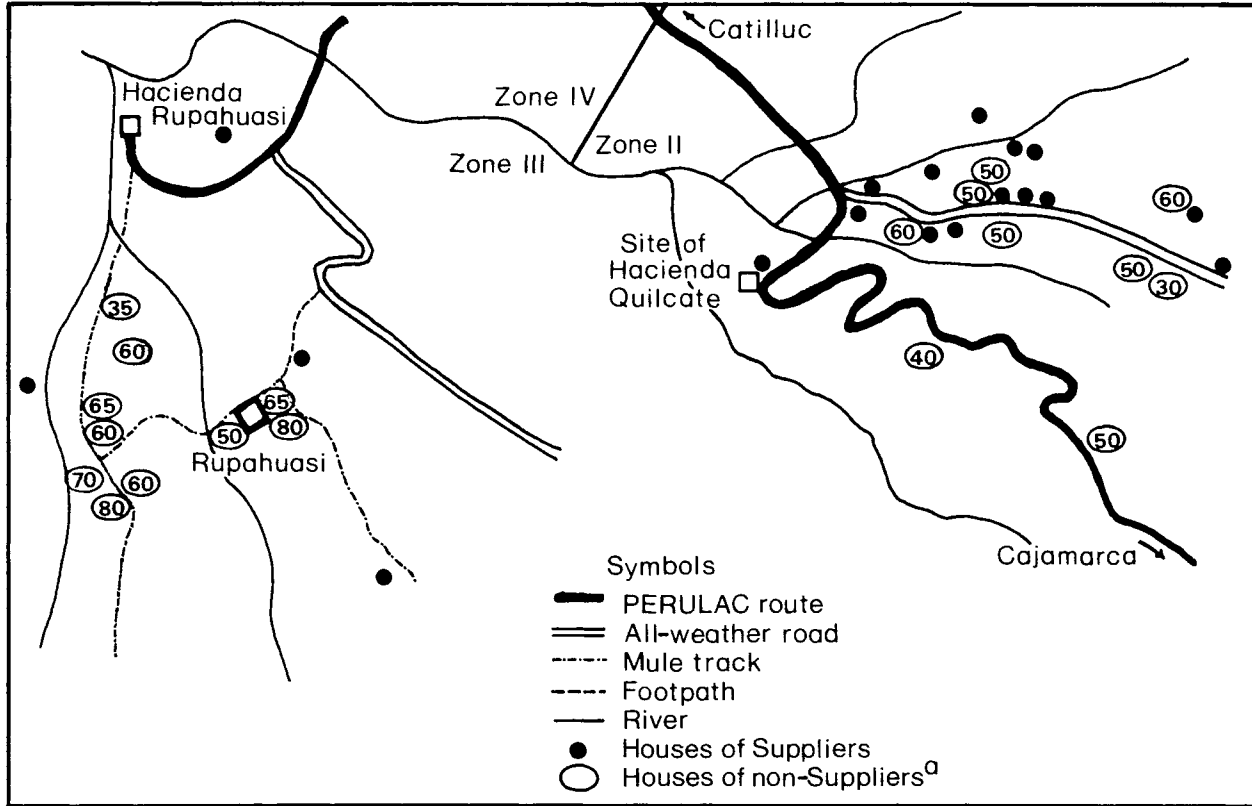 Catilluc
Hacienda
Rupahuasi
Zone IV
Zone II
Zone III
50
50
60
60
50
Site of
Hacienda
Quilcate
50
30
35
60
40
65
60
65
50
80
50
Rupahuasi
70
60
80
Cajamarca
Symbols
PERULAC route
All-weather road
Mule track
Footpath
River
Houses of Suppliers
Houses of non-Suppliers^a